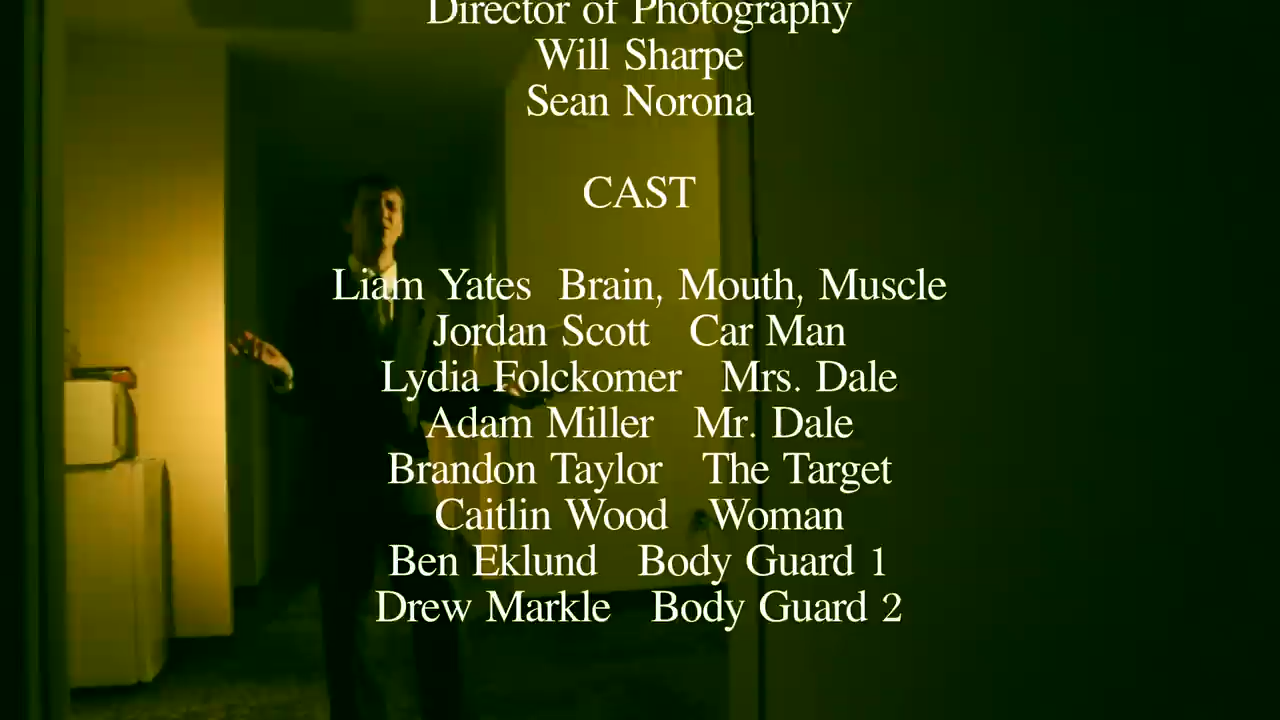 Director of Photography
Will Sharpe
Sean Norona
CAST
Liam Yates Brain, Mouth, Muscle
Jordan Scott Car Man
Lydia Folckomer Mrs. Dale
Adam Miller Mr. Dale
Brandon Taylor The Target
Caitlin Wood Woman
Ben Eklund Body Guard 1
Drew Markle Body Guard 2